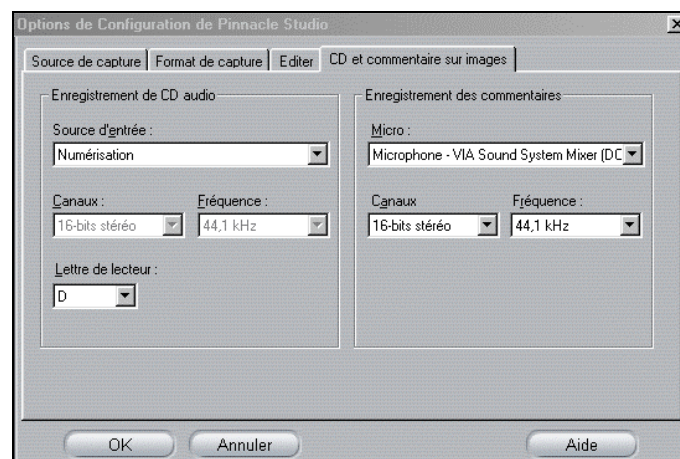 Options de Configuration de Pinnacle Studio
Source de capture Format de capture Editer CD et commentaire sur images
Enregistrement de CD audio
Source d'entrée :
Numérisation
Canaux : Fréquence :
16-bits stéréo 44,1 kHz
Lettre de lecteur :
D
Enregistrement des commentaires
Micro :
Microphone - VIA Sound System Mixer (DC
Canaux Fréquence :
16-bits stéréo 44,1 kHz
OK Annuler Aide